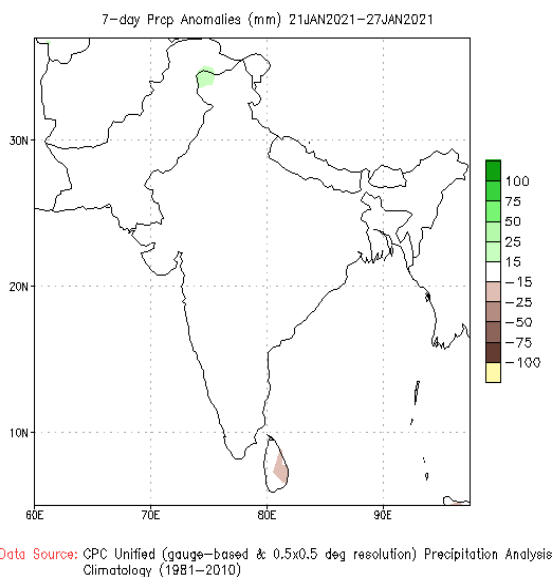 7-day Prcp Anomalies (mm) 21JAN2021-27JAN2021
30N
20N
10N
60E 70E 80E 90E
100
75
50
25
15
-15
-25
-50
-75
-100
Data Source: CPC Unified (gauge-based & 0.5x0.5 deg resolution) Precipitation Analysis
Climatology (1981-2010)